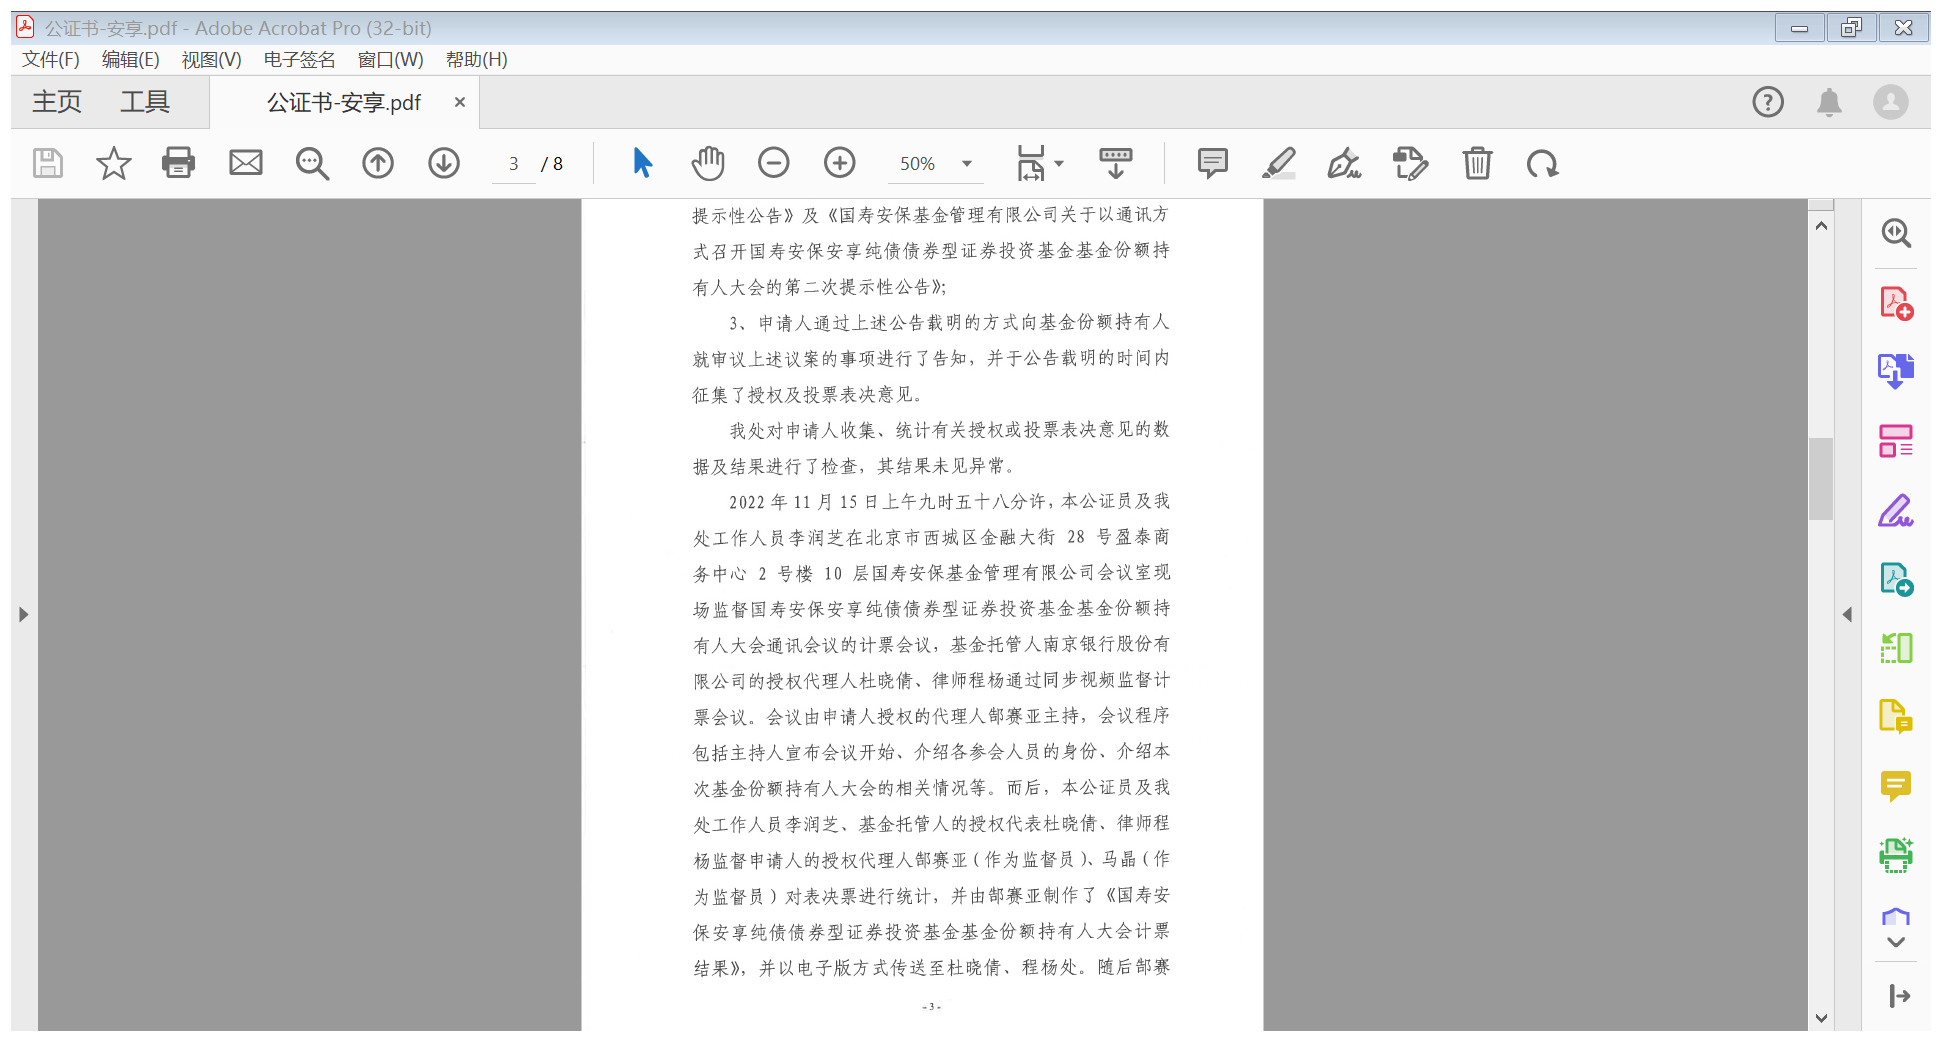 公证书-安享.pdf - Adobe Acrobat Pro (32-bit)
文件(F) 编辑(E) 视图(V) 电子签名 窗口(W) 帮助(H)
主页 工具 公证书-安享.pdf ×
3 / 8 50%
提示性公告》及《国寿安保基金管理有限公司关于以通讯方
式召开国寿安保安享纯债债券型证券投资基金基金份额持
有人大会的第二次提示性公告》;
3、申请人通过上述公告载明的方式向基金份额持有人
就审议上述议案的事项进行了告知，并于公告载明的时间内
征集了授权及投票表决意见。
我处对申请人收集、统计有关授权或投票表决意见的数
据及结果进行了检查，其结果未见异常。
2022 年 11 月 15 日上午九时五十八分许，本公证员及我
处工作人员李润芝在北京市西城区金融大街 28 号盈泰商
务中心 2 号楼 10 层国寿安保基金管理有限公司会议室现
场监督国寿安保安享纯债债券型证券投资基金基金份额持
有人大会通讯会议的计票会议，基金托管人南京银行股份有
限公司的授权代理人杜晓倩、律师程杨通过同步视频监督计
票会议。会议由申请人授权的代理人郜赛亚主持，会议程序
包括主持人宣布会议开始、介绍各参会人员的身份、介绍本
次基金份额持有人大会的相关情况等。而后，本公证员及我
处工作人员李润芝、基金托管人的授权代表杜晓倩、律师程
杨监督申请人的授权代理人郜赛亚（作为监督员）、马晶（作
为监督员）对表决票进行统计，并由郜赛亚制作了《国寿安
保安享纯债债券型证券投资基金基金份额持有人大会计票
结果》，并以电子版方式传送至杜晓倩、程杨处。随后郜赛
- 3 -